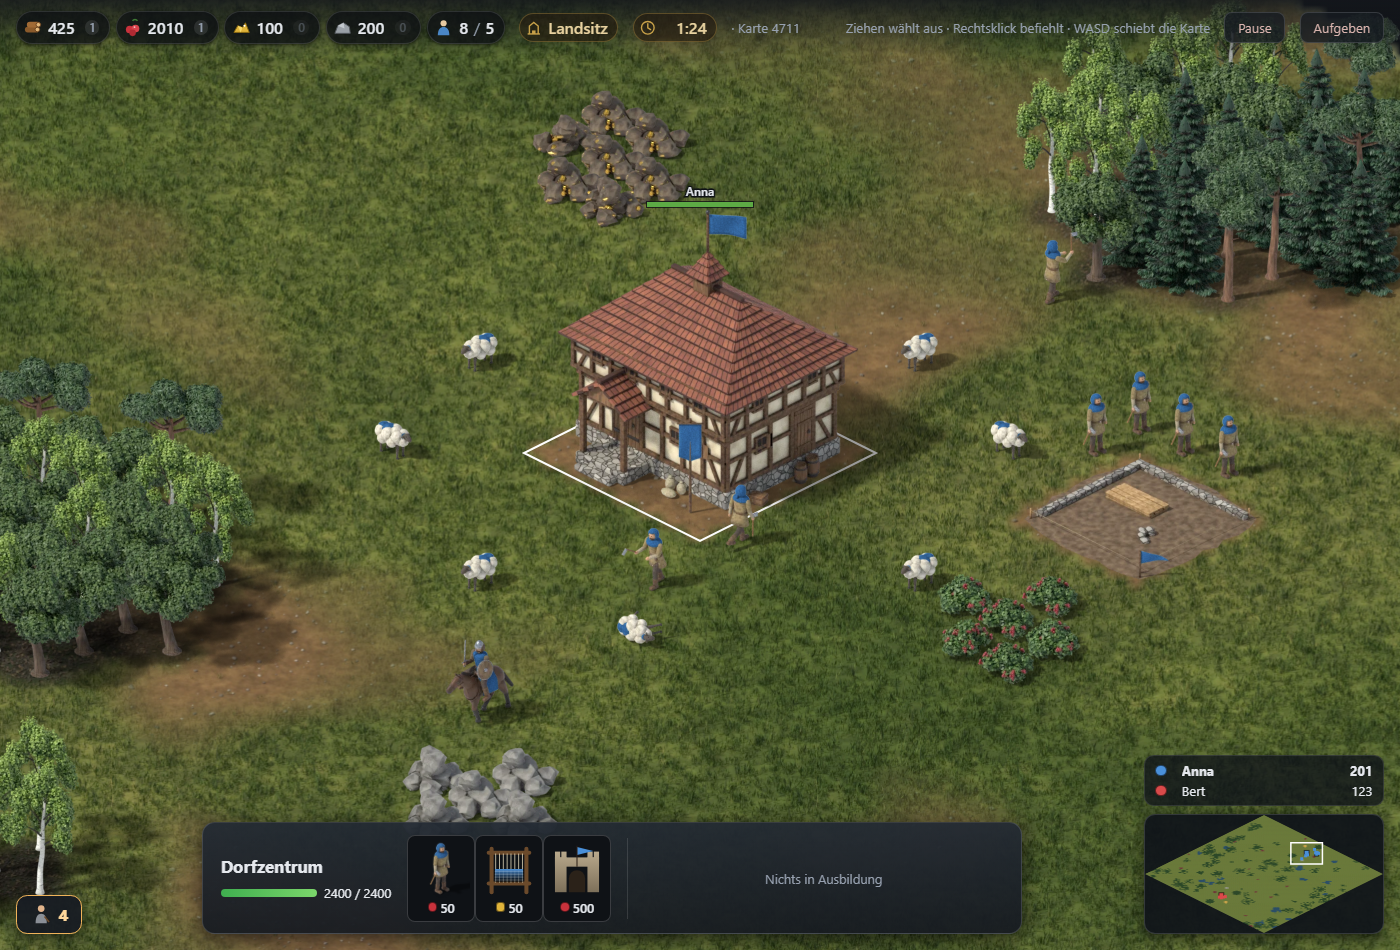 425 1 2010 1 100 0 200 0 8 / 5 Landsitz 1:24 · Karte 4711 Ziehen wählt aus · Rechtsklick befiehlt · WASD schiebt die Karte Pause Aufgeben
Anna
Anna 201
Bert 123
Dorfzentrum
2400 / 2400
50 50 500
Nichts in Ausbildung
4